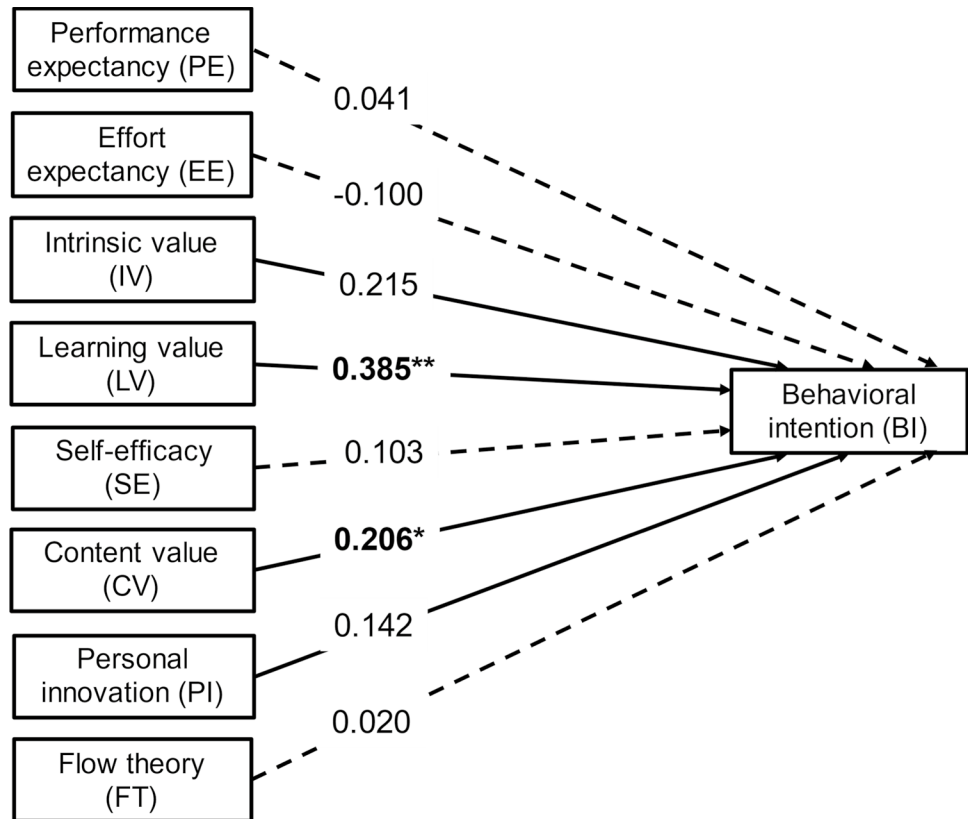 Performance
expectancy (PE)
0.041
Effort
expectancy (EE)
-0.100
Intrinsic value
(IV)
0.215
Learning value
(LV)
0.385**
Behavioral
intention (BI)
Self-efficacy
(SE)
0.103
Content value
(CV)
0.206*
Personal
innovation (PI)
0.142
Flow theory
(FT)
0.020